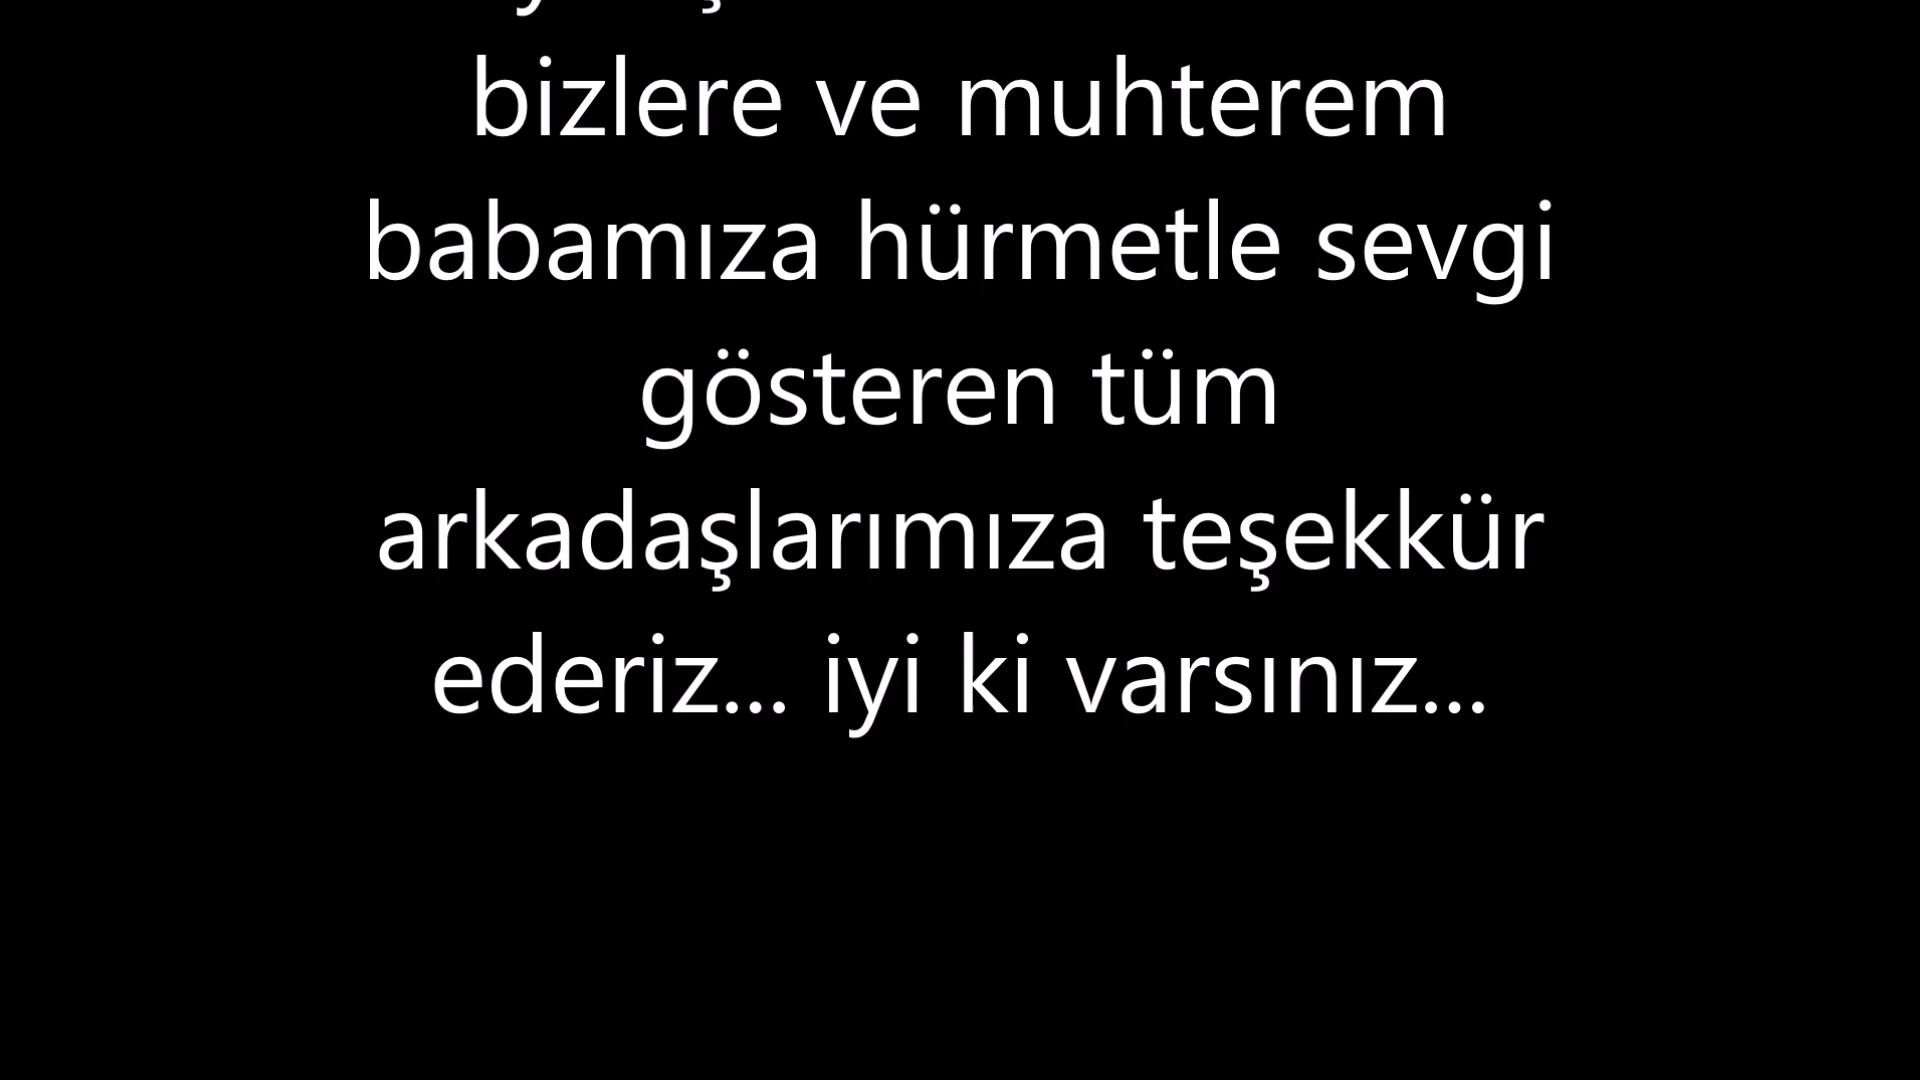 bizlere ve muhterem
babamıza hürmetle sevgi
gösteren tüm
arkadaşlarımıza teşekkür
ederiz... iyi ki varsınız...